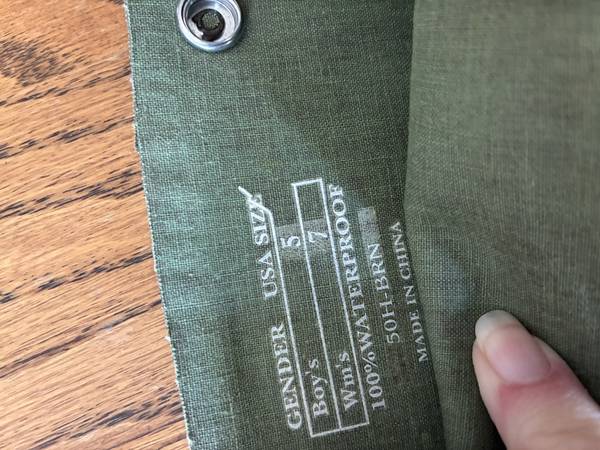 GENDER USA SIZE
Boy's 5
Wm's 7
100%WATERPROOF
50H-BRN
MADE IN CHINA